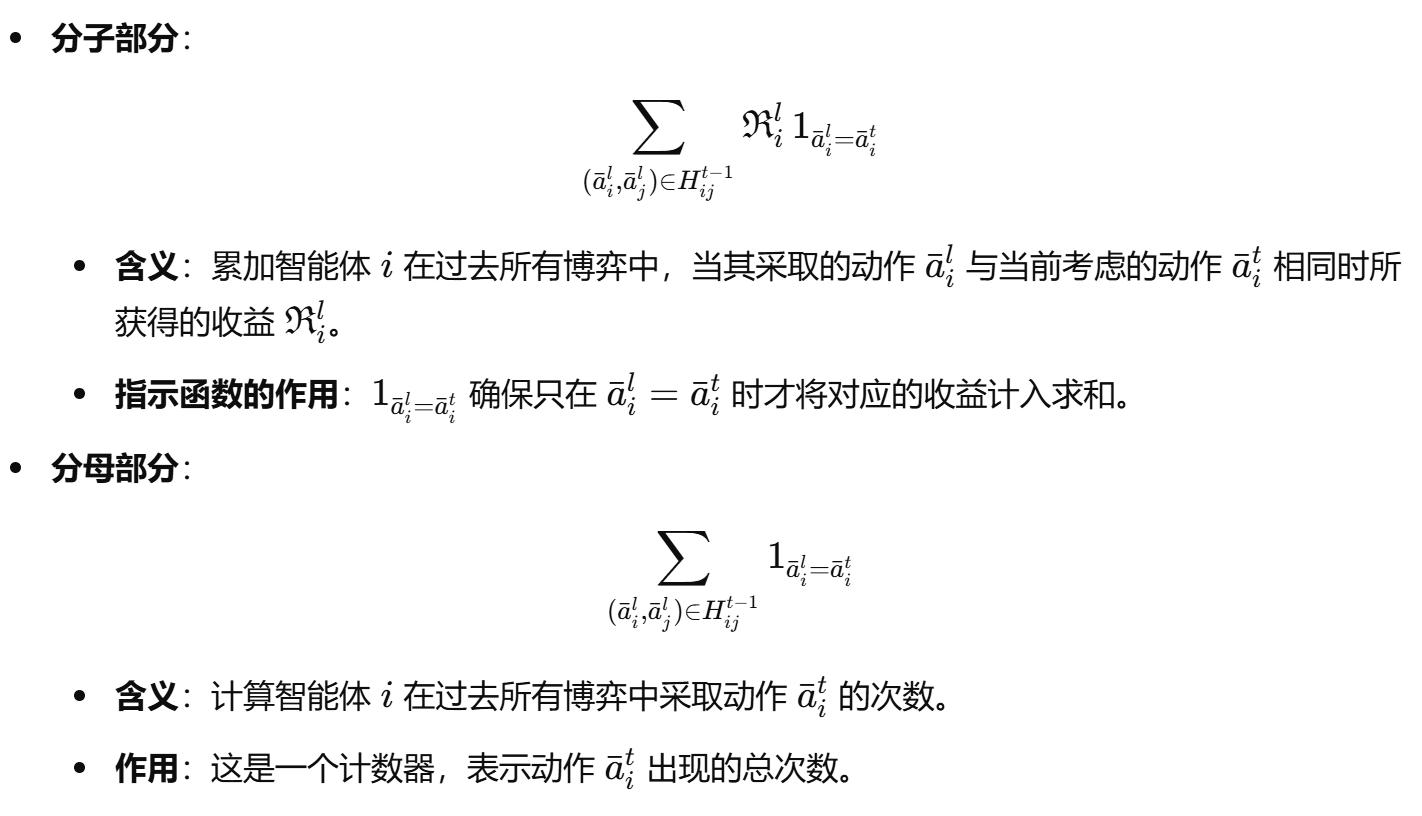 • 分子部分：
$$\sum_{(\bar{a}_i^l,\bar{a}_j^l)\in H_{ij}^{t-1}} \mathfrak{R}_i^l \, 1_{\bar{a}_i^l=\bar{a}_i^t}$$
• 含义：累加智能体 $i$ 在过去所有博弈中，当其采取的动作 $\bar{a}_i^l$ 与当前考虑的动作 $\bar{a}_i^t$ 相同时所
获得的收益 $\mathfrak{R}_i^l$。
• 指示函数的作用：$1_{\bar{a}_i^l=\bar{a}_i^t}$ 确保只在 $\bar{a}_i^l = \bar{a}_i^t$ 时才将对应的收益计入求和。
• 分母部分：
$$\sum_{(\bar{a}_i^l,\bar{a}_j^l)\in H_{ij}^{t-1}} 1_{\bar{a}_i^l=\bar{a}_i^t}$$
• 含义：计算智能体 $i$ 在过去所有博弈中采取动作 $\bar{a}_i^t$ 的次数。
• 作用：这是一个计数器，表示动作 $\bar{a}_i^t$ 出现的总次数。